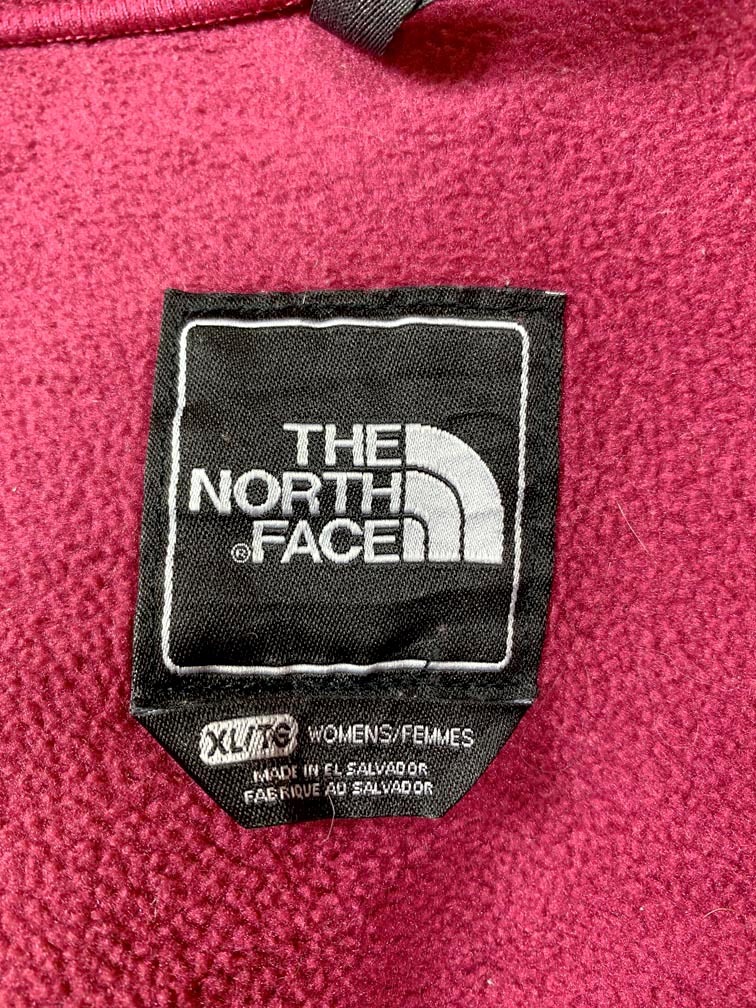 THE
NORTH
®FACE
XL/TG WOMENS/FEMMES
MADE IN EL SALVADOR
FABRIQUE AU SALVADOR